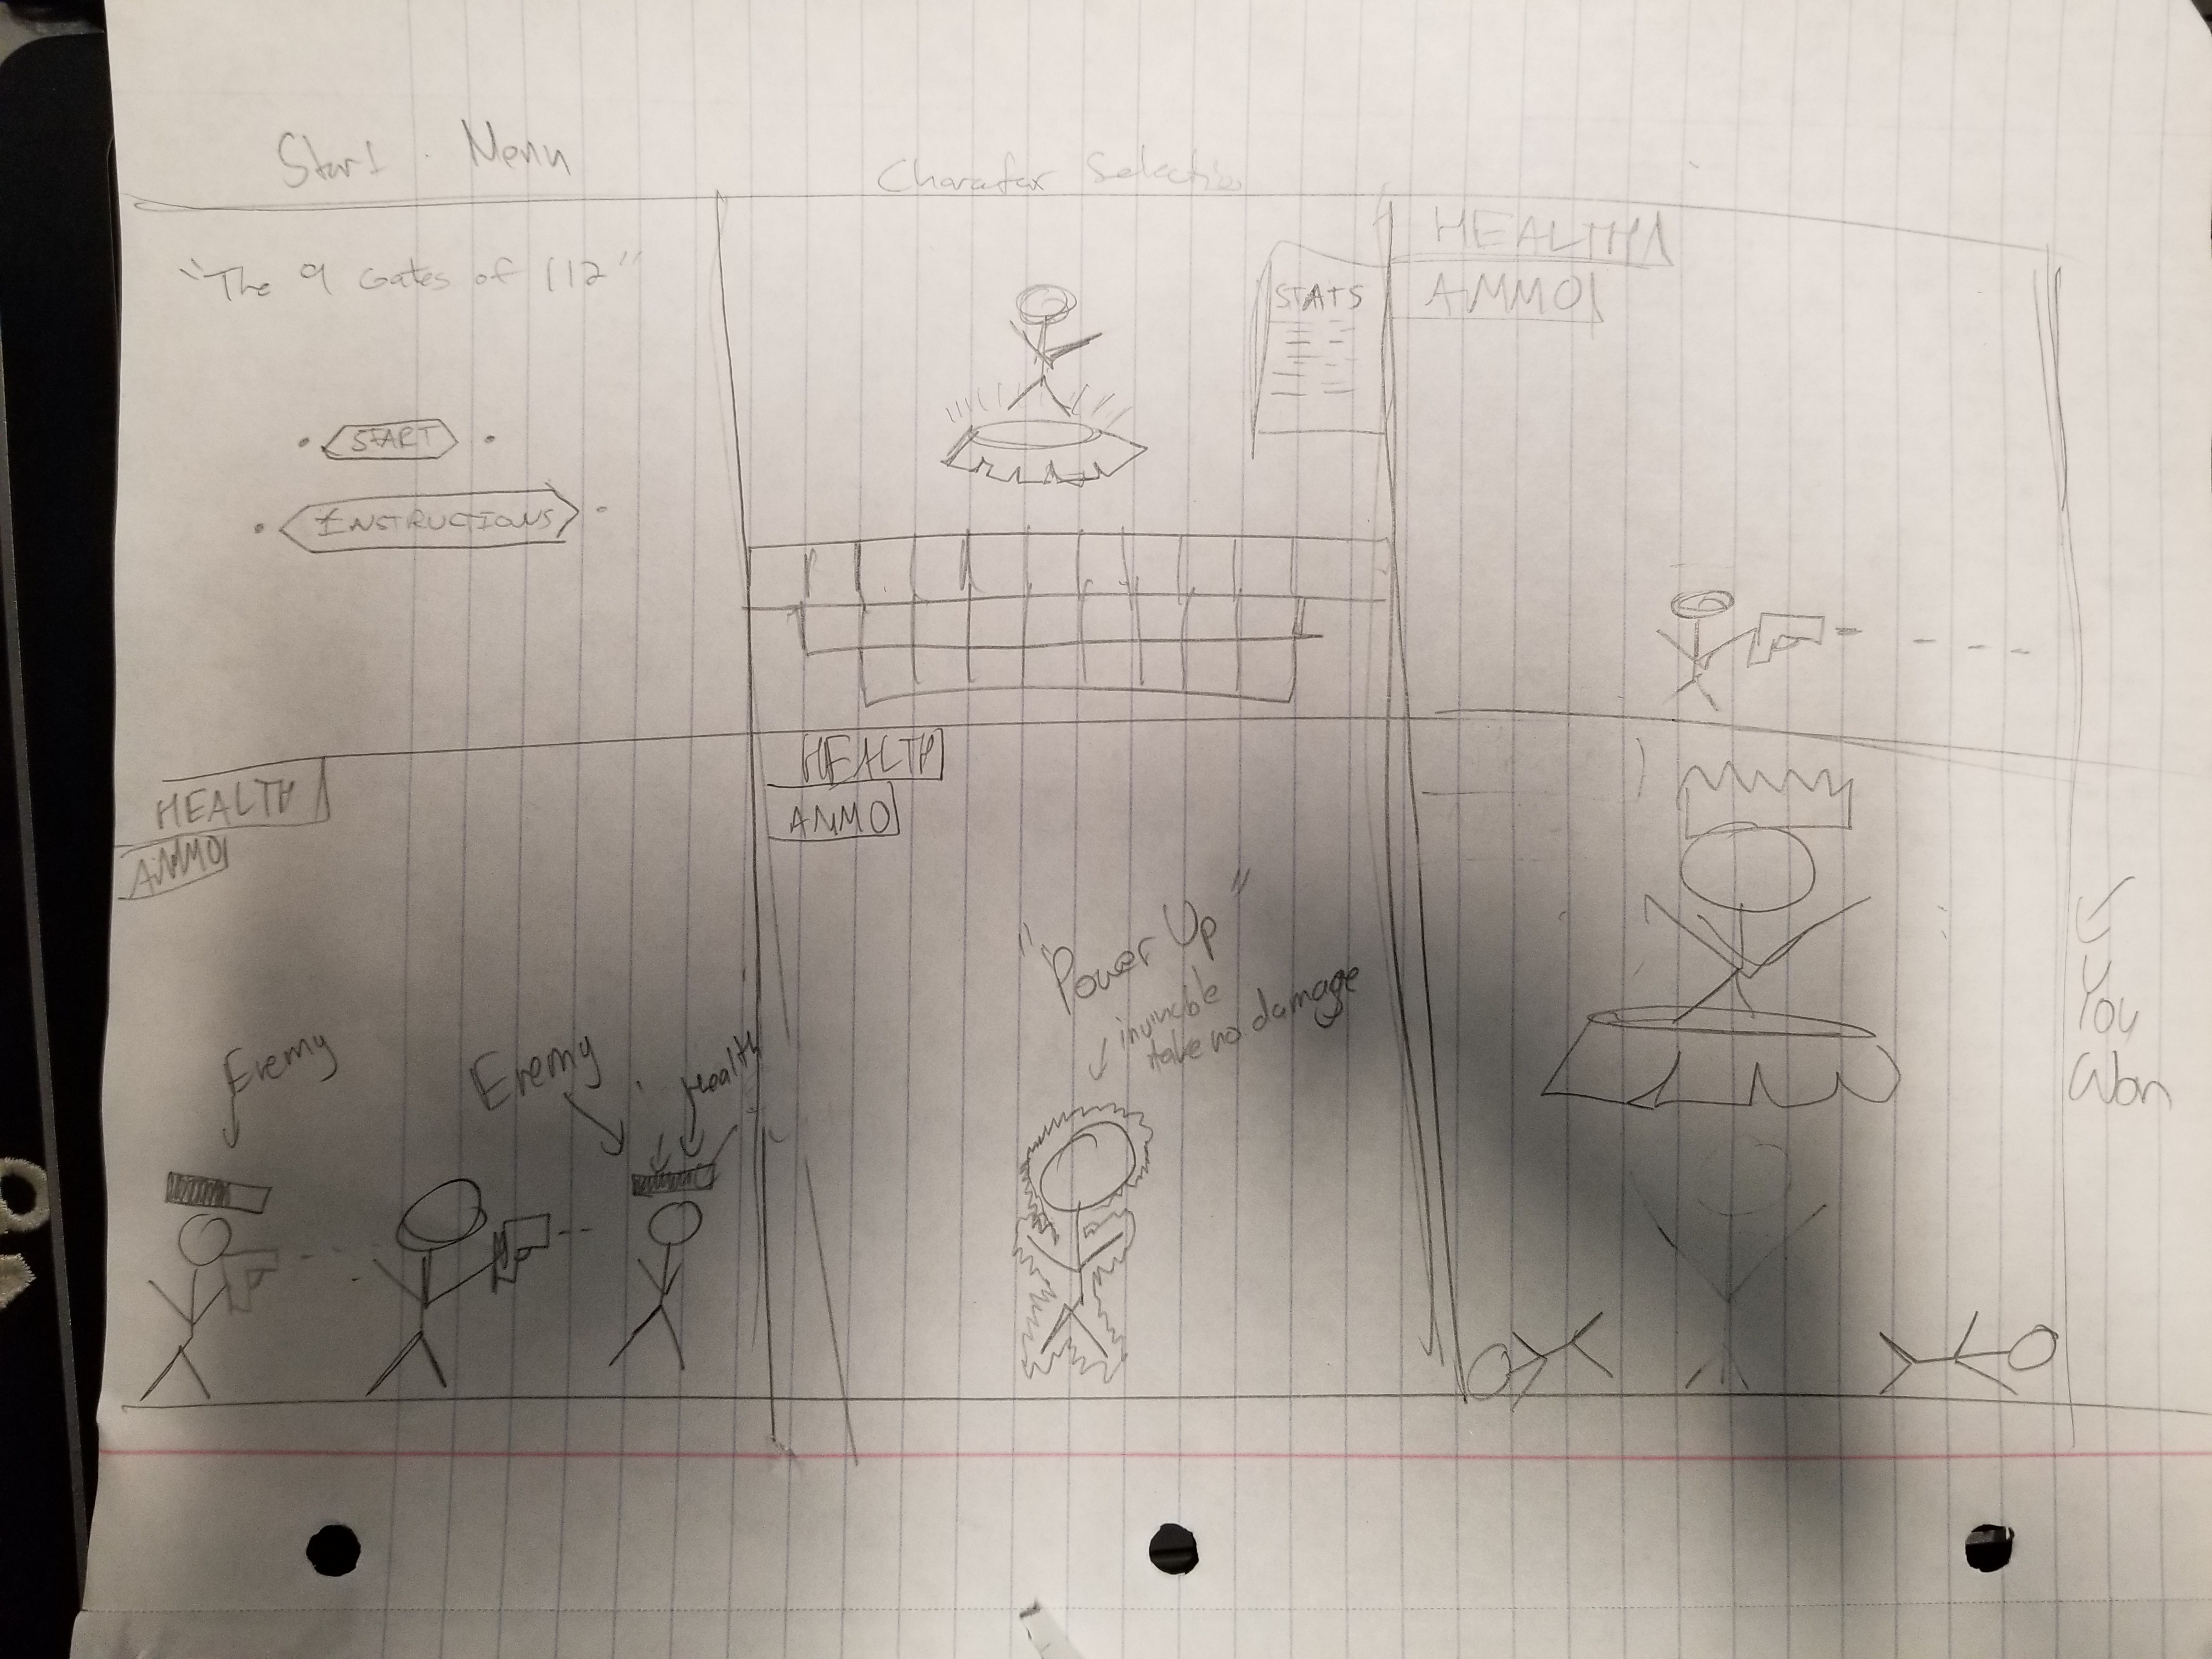 Start Menu
"The 9 Gates of 112"
START
INSTRUCTIONS
Character Selection
STATS
HEALTH
AMMO
HEALTH
AMMO
Enemy
Enemy
Health
HEALTH
AMMO
"Power Up"
invincible
take no damage
You
Won